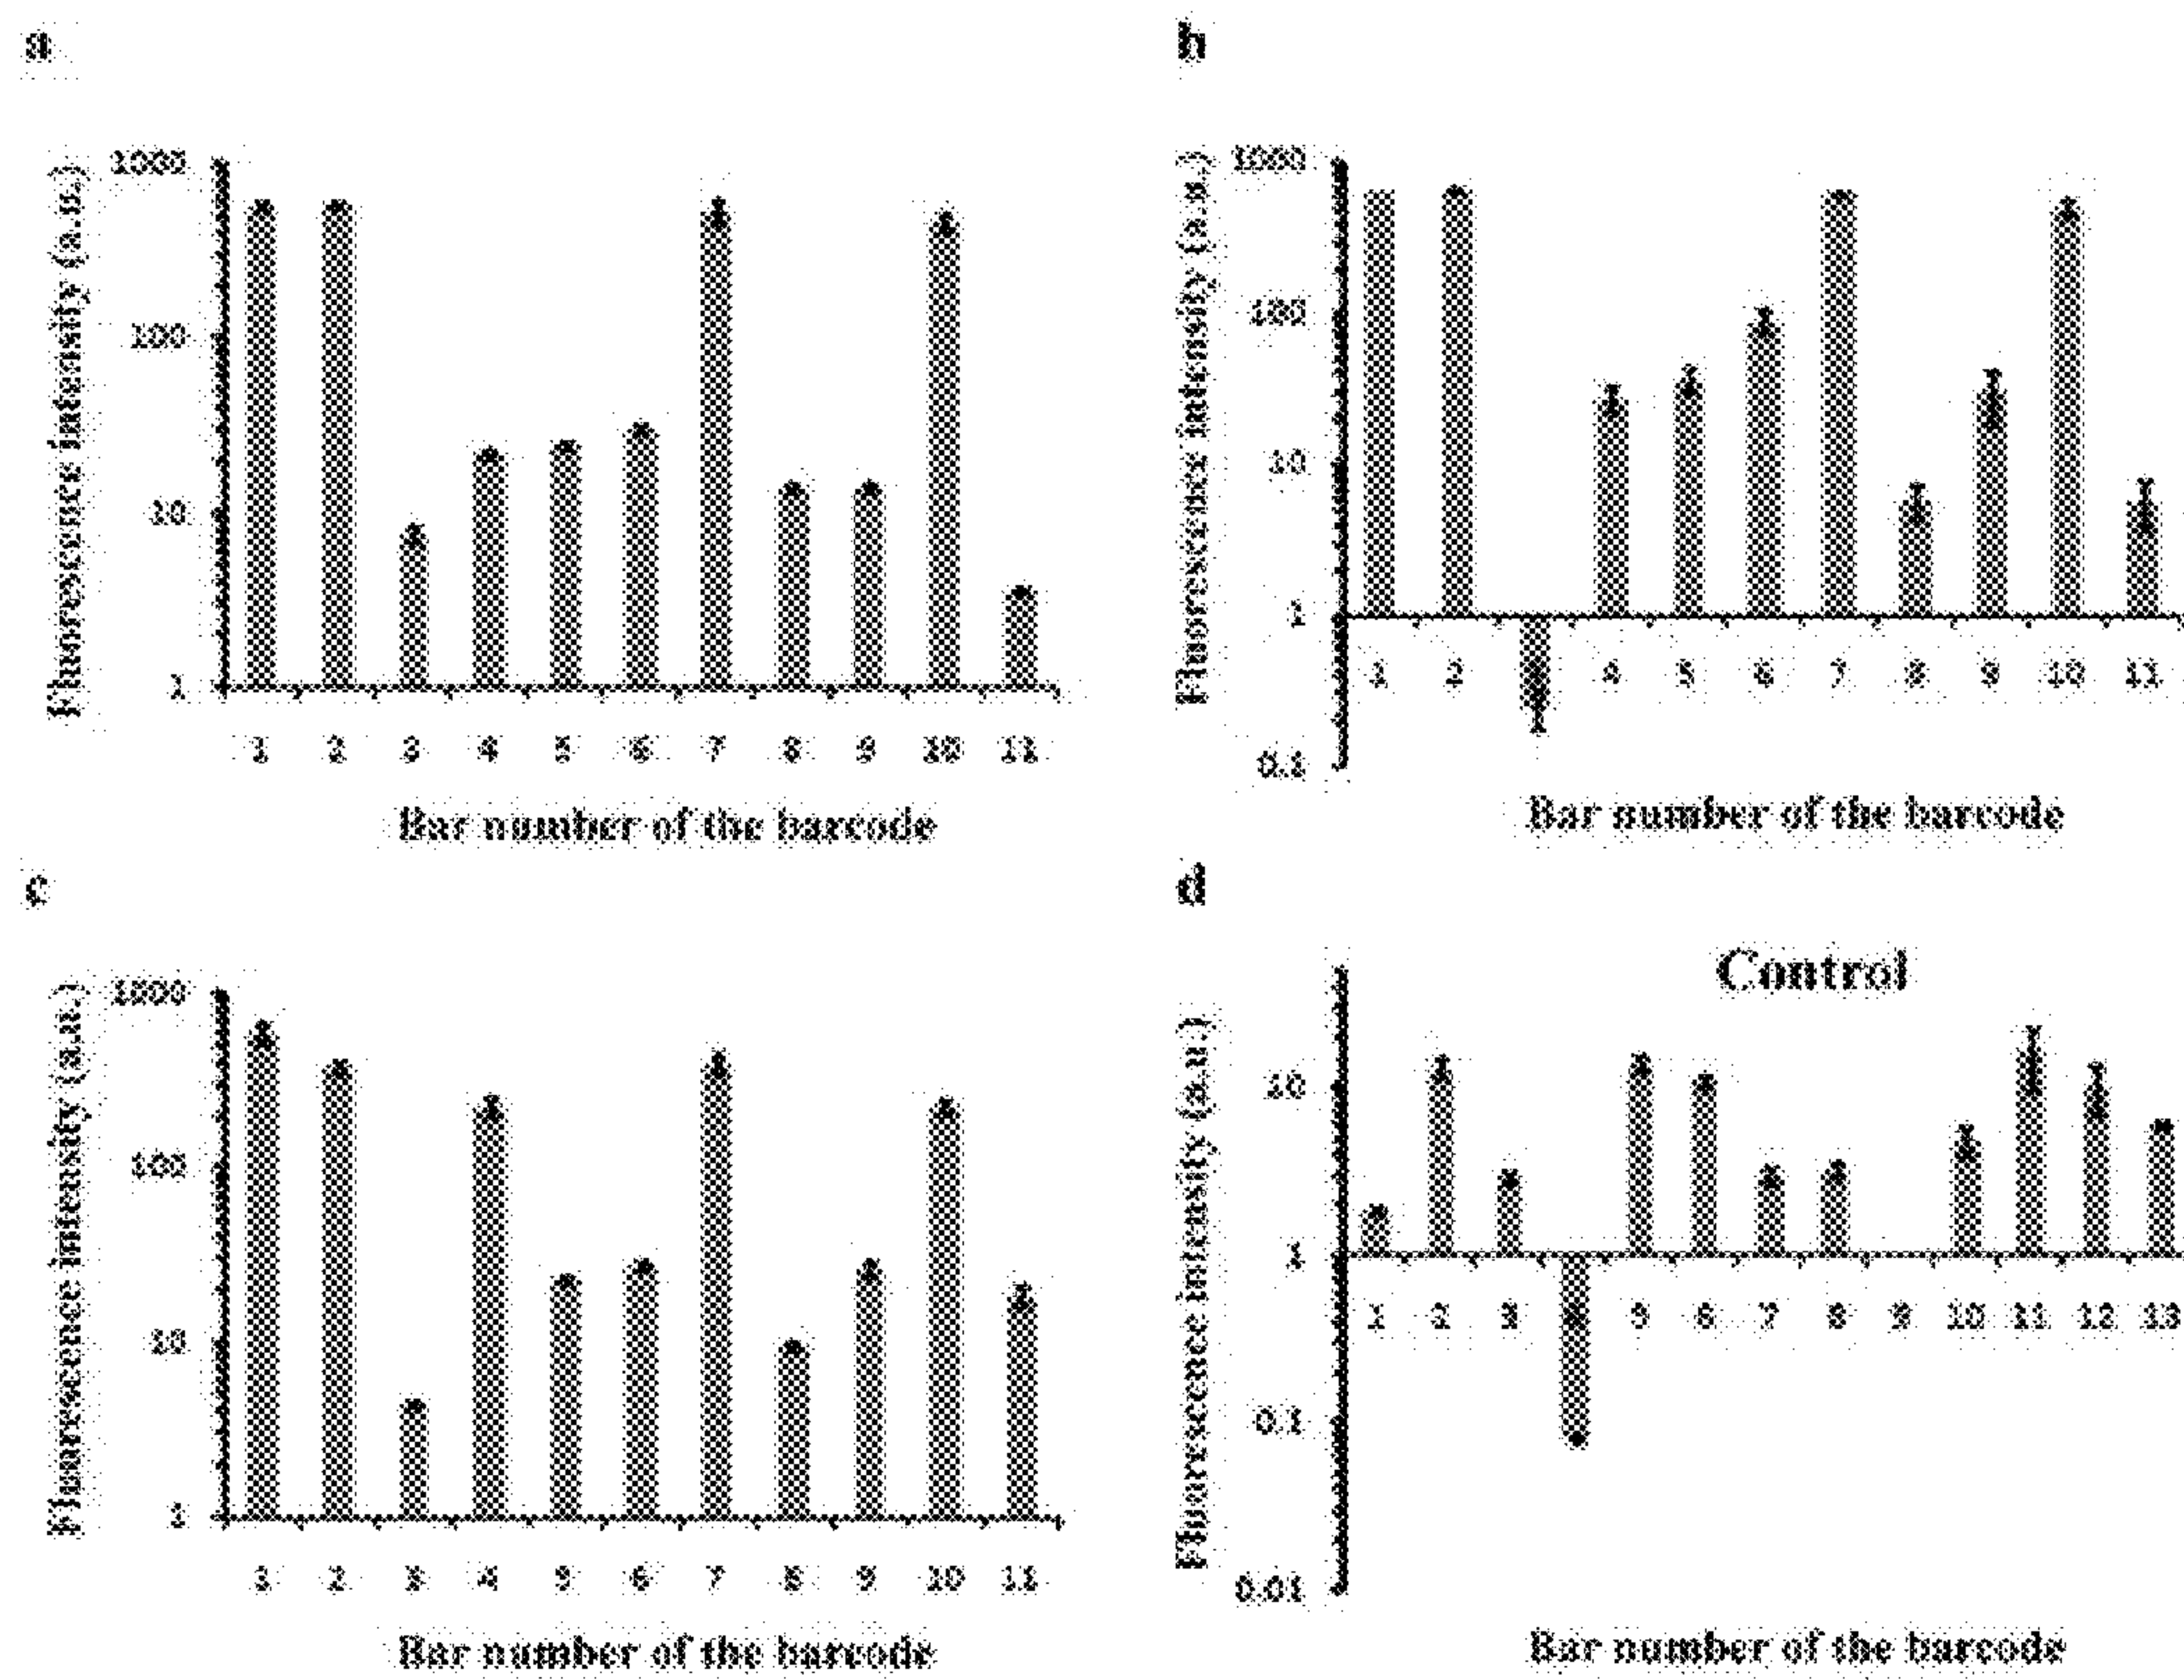 a
Fluorescence intensity (a.u.)
1000
100
10
1
1 2 3 4 5 6 7 8 9 10 11
Bar number of the barcode
b
Fluorescence intensity (a.u.)
1000
100
10
1
0.1
1 2 4 5 6 7 8 9 10 11
Bar number of the barcode
c
Fluorescence intensity (a.u.)
1000
100
10
1
1 2 3 4 5 6 7 8 9 10 11
Bar number of the barcode
d
Control
Fluorescence intensity (a.u.)
10
1
0.1
0.01
1 2 3 5 6 7 8 9 10 11 12 13
Bar number of the barcode